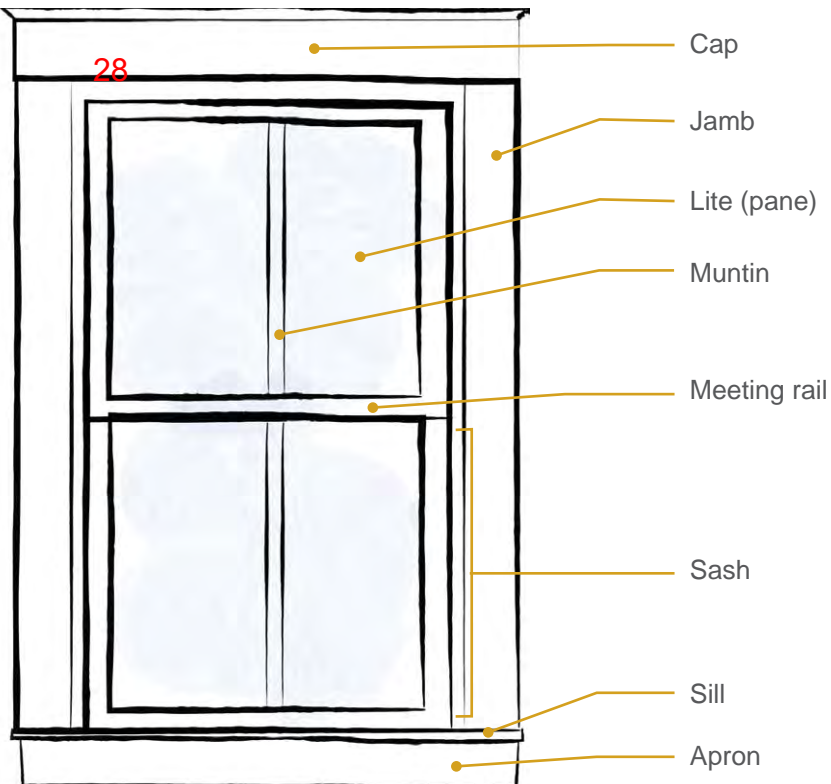 Cap
28
Jamb
Lite (pane)
Muntin
Meeting rail
Sash
Sill
Apron